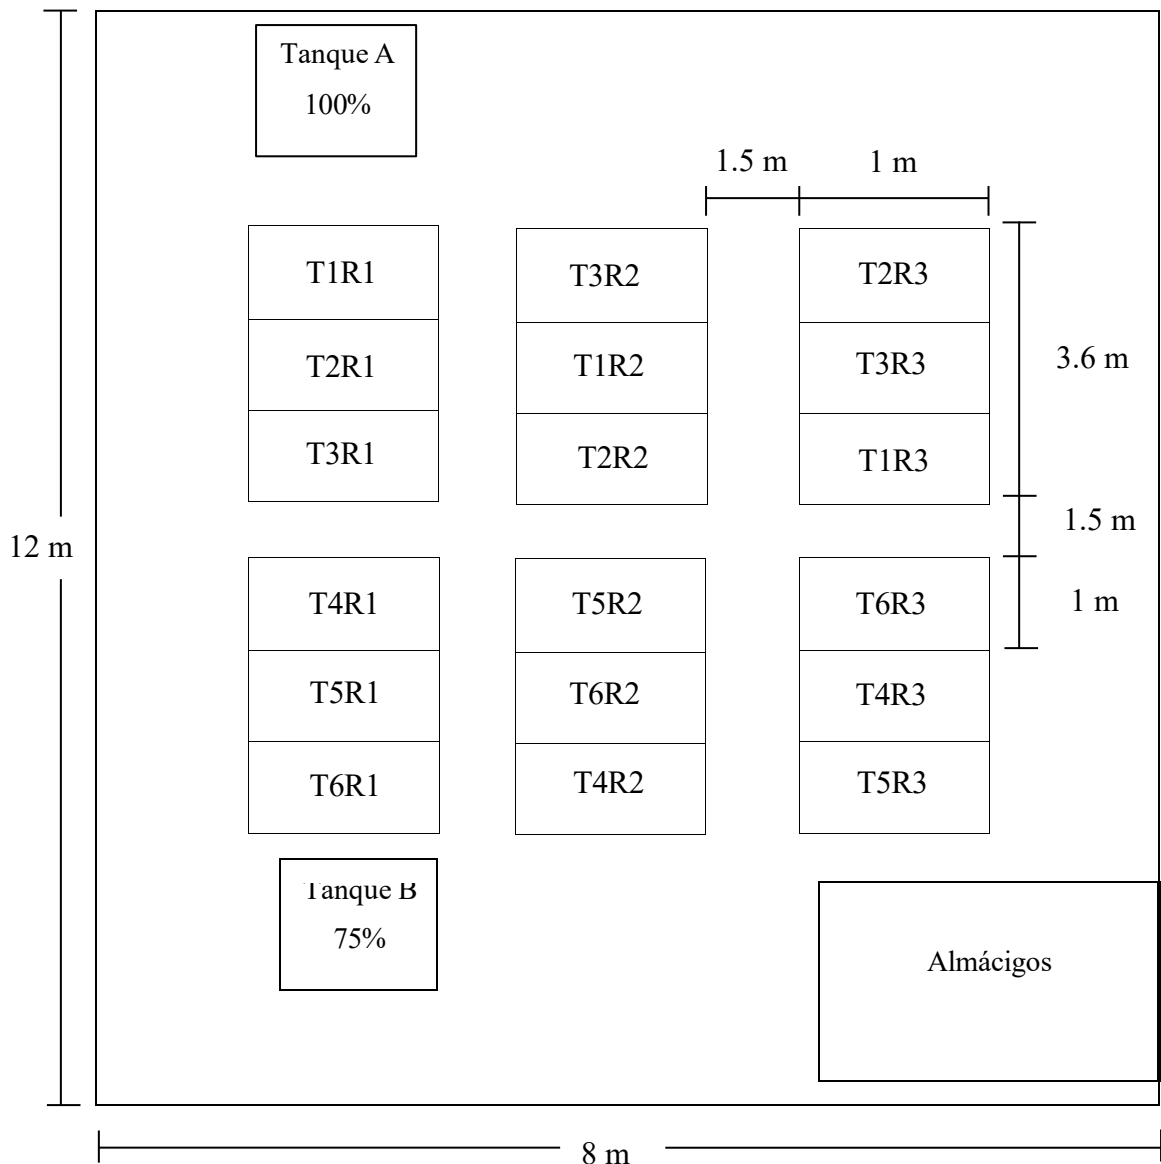 Tanque A
100%
1.5 m
1 m
T1R1
T3R2
T2R3
T2R1
T1R2
T3R3
3.6 m
T3R1
T2R2
T1R3
1.5 m
12 m
T4R1
T5R2
T6R3
1 m
T5R1
T6R2
T4R3
T6R1
T4R2
T5R3
Tanque B
75%
Almácigos
8 m